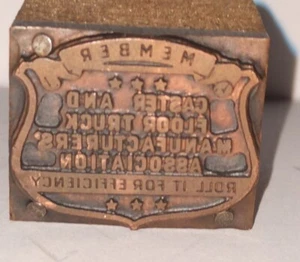 MEMBER
CASTER AND
FLOOR TRUCK
MANUFACTURERS'
ASSOCIATION
ROLL IT FOR EFFICIENCY